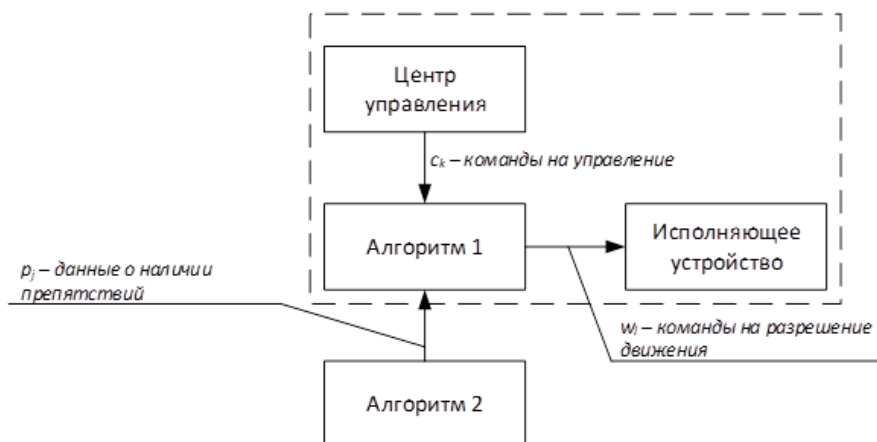 Центр
управления
cₖ – команды на управление
Алгоритм 1
Исполняющее
устройство
pⱼ – данные о наличии
препятствий
wₗ – команды на разрешение
движения
Алгоритм 2